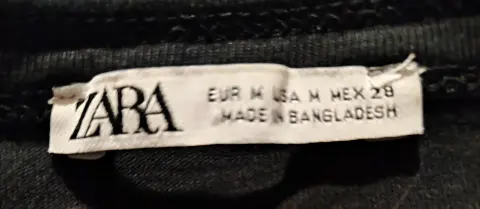 ZARA
EUR M USA M MEX 28
MADE IN BANGLADESH